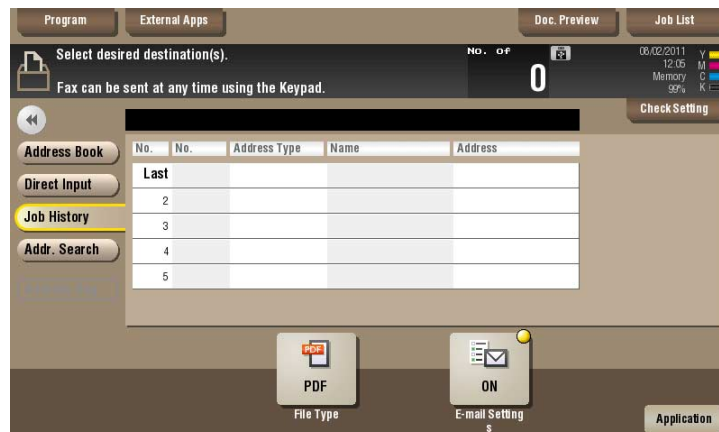 Program External Apps Doc. Preview Job List
Select desired destination(s).
Fax can be sent at any time using the Keypad.
No. of
0
08/02/2011
12:05
Memory
99%
Y
M
C
K
Check Setting
Address Book
Direct Input
Job History
Addr. Search
No. No. Address Type Name Address
Last
2
3
4
5
PDF
PDF
File Type
ON
E-mail Setting
s
Application